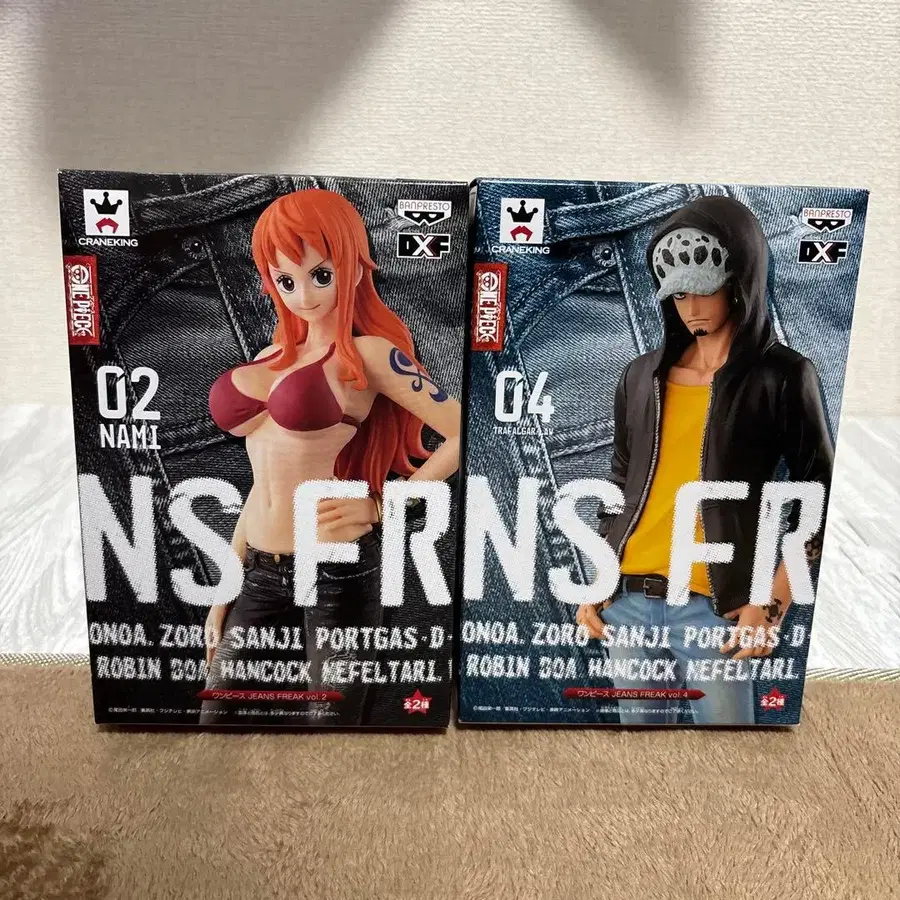 CRANEKING
BANPRESTO
DXF
ONE PIECE
02
NAMI
NS FR
ONOA. ZORO SANJI PORTGAS·D·
ROBIN BOA HANCOCK NEFELTARI.
ワンピース JEANS FREAK vol.2
全2種
CRANEKING
BANPRESTO
DXF
ONE PIECE
04
TRAFALGAR·LAW
NS FR
ONOA. ZORO SANJI PORTGAS·D·
ROBIN BOA HANCOCK NEFELTARI.
ワンピース JEANS FREAK vol.4
全2種